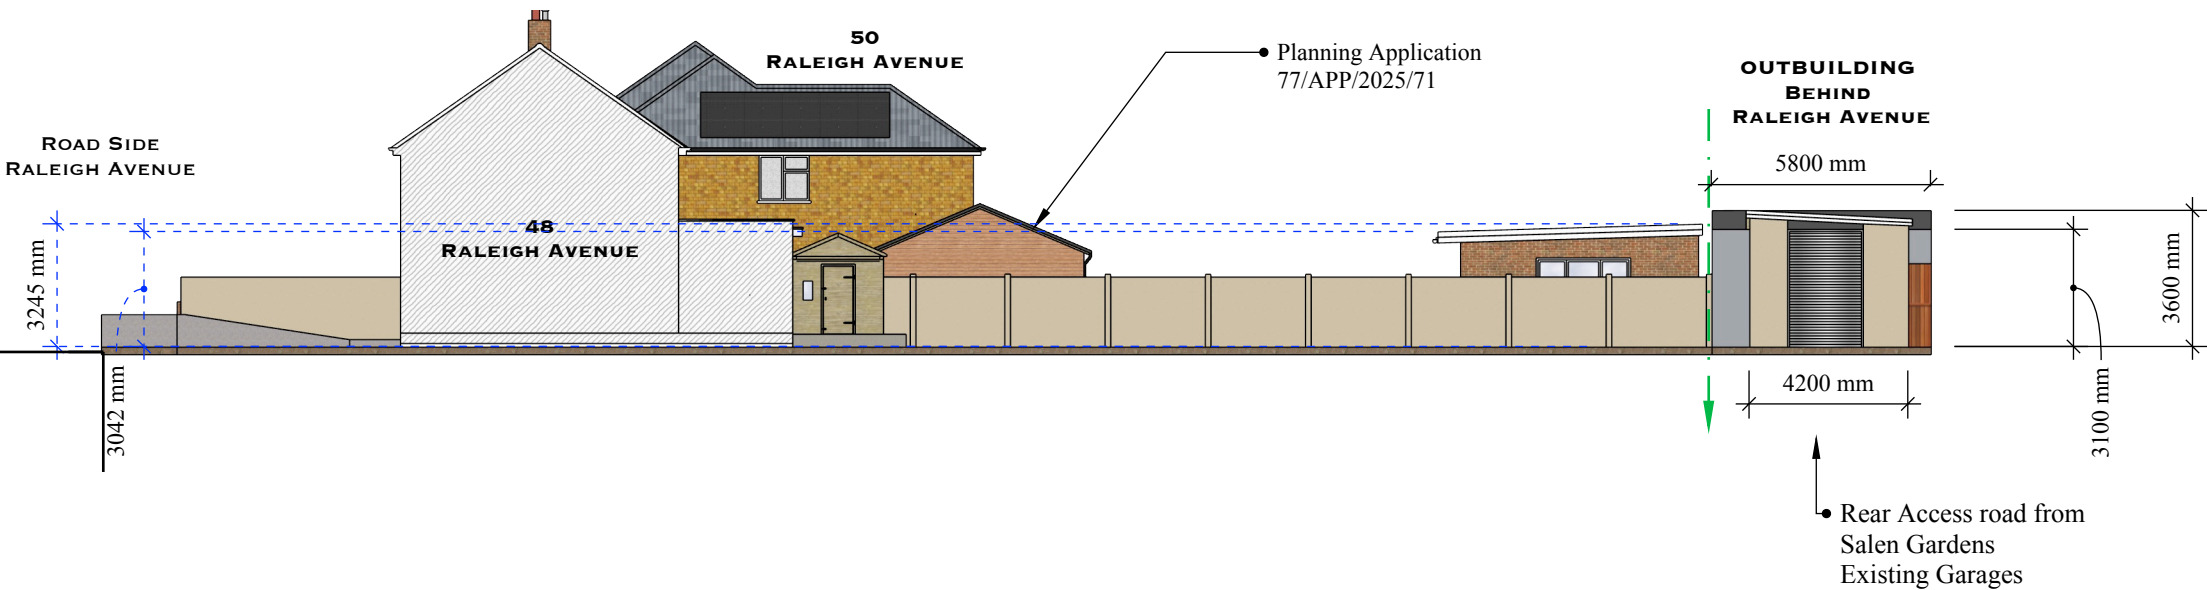 50
RALEIGH AVENUE
Planning Application
77/APP/2025/71
OUTBUILDING
BEHIND
RALEIGH AVENUE
ROAD SIDE
RALEIGH AVENUE
5800 mm
48
RALEIGH AVENUE
3245 mm
3042 mm
3600 mm
3100 mm
4200 mm
Rear Access road from
Salen Gardens
Existing Garages